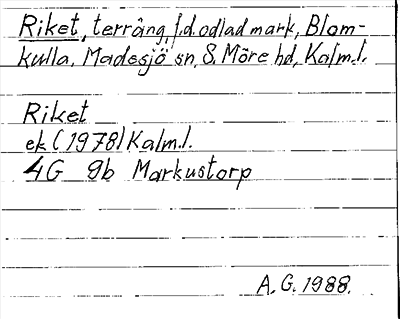 Riket, terräng, f.d. odlad mark, Blom-
kulla, Madesjö sn, S. Möre hd, Kalm.l.
Riket
ek (1978) Kalm.l.
4G 9b Markustorp
A.G. 1988.